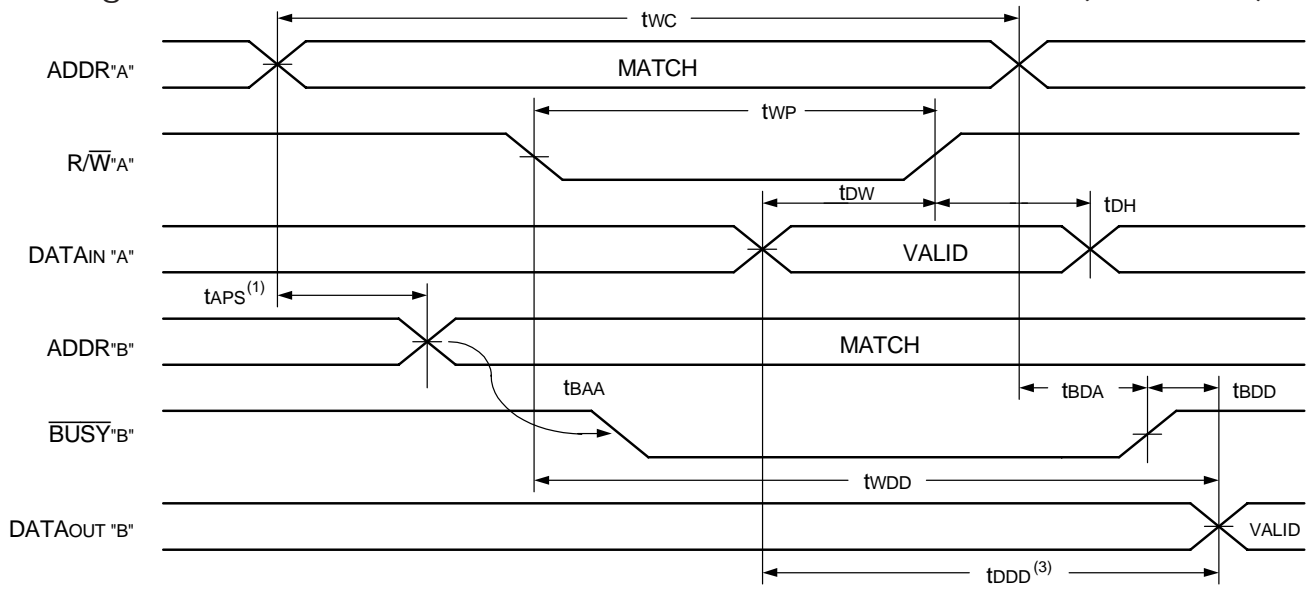 tWC
ADDR"A"
MATCH
tWP
R/W̅"A"
tDW
tDH
DATAIN "A"
VALID
tAPS(1)
ADDR"B"
MATCH
tBAA
tBDA
tBDD
B̅U̅S̅Y̅"B"
tWDD
DATAOUT "B"
VALID
tDDD(3)